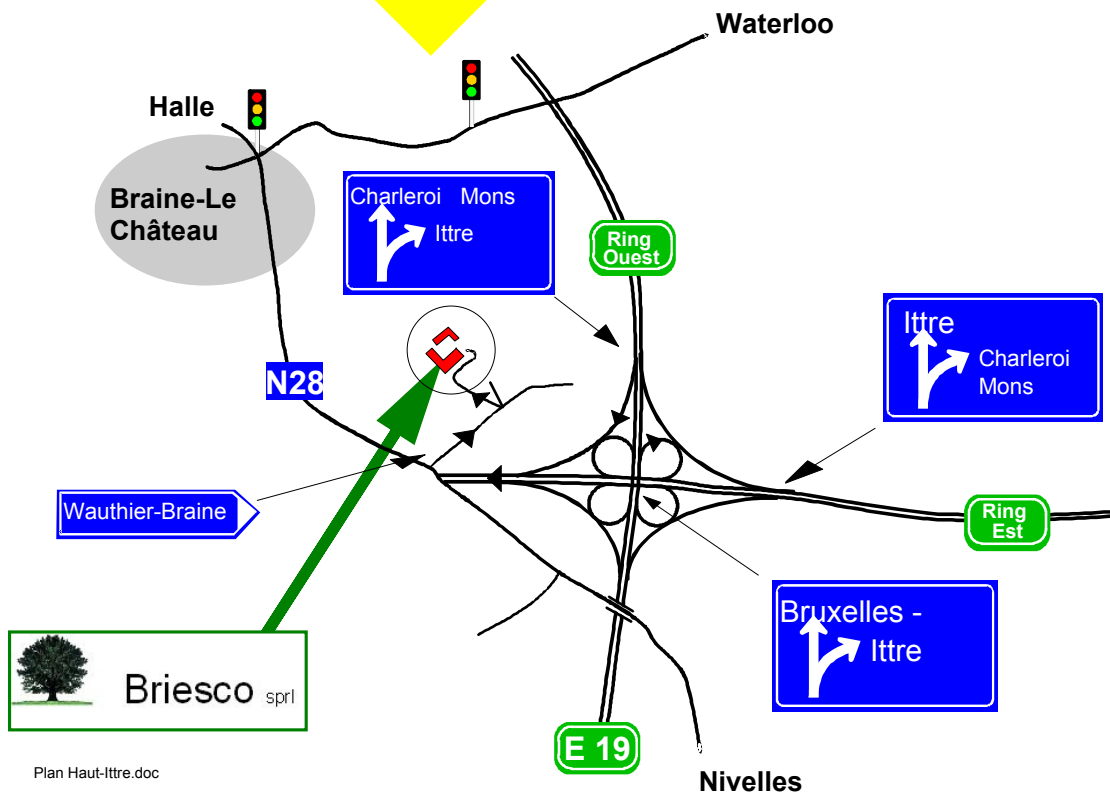 Waterloo
Halle
Braine-Le
Château
Charleroi Mons
Ittre
Ring
Ouest
Ittre
Charleroi
Mons
N28
Wauthier-Braine
Ring
Est
Bruxelles -
Ittre
Briesco sprl
E 19
Nivelles
Plan Haut-Ittre.doc